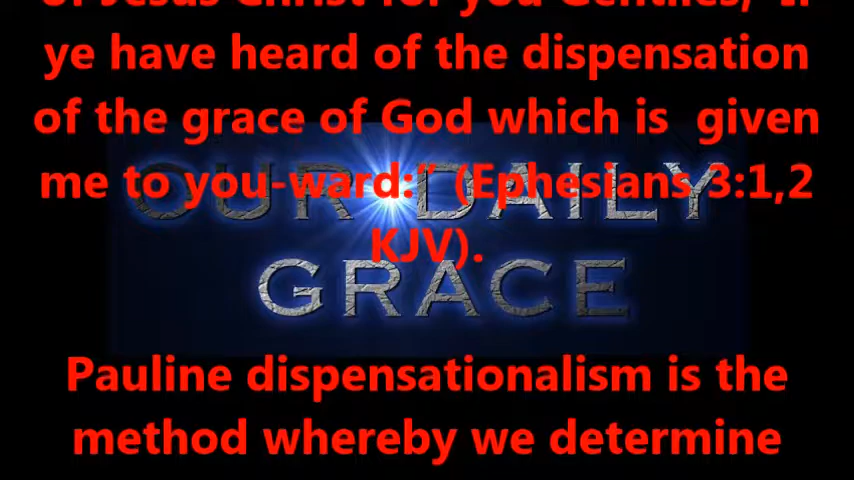 of Jesus Christ for you Gentiles, If
ye have heard of the dispensation
of the grace of God which is  given
me to you-ward:” (Ephesians 3:1,2
KJV).
OUR DAILY
GRACE
Pauline dispensationalism is the
method whereby we determine